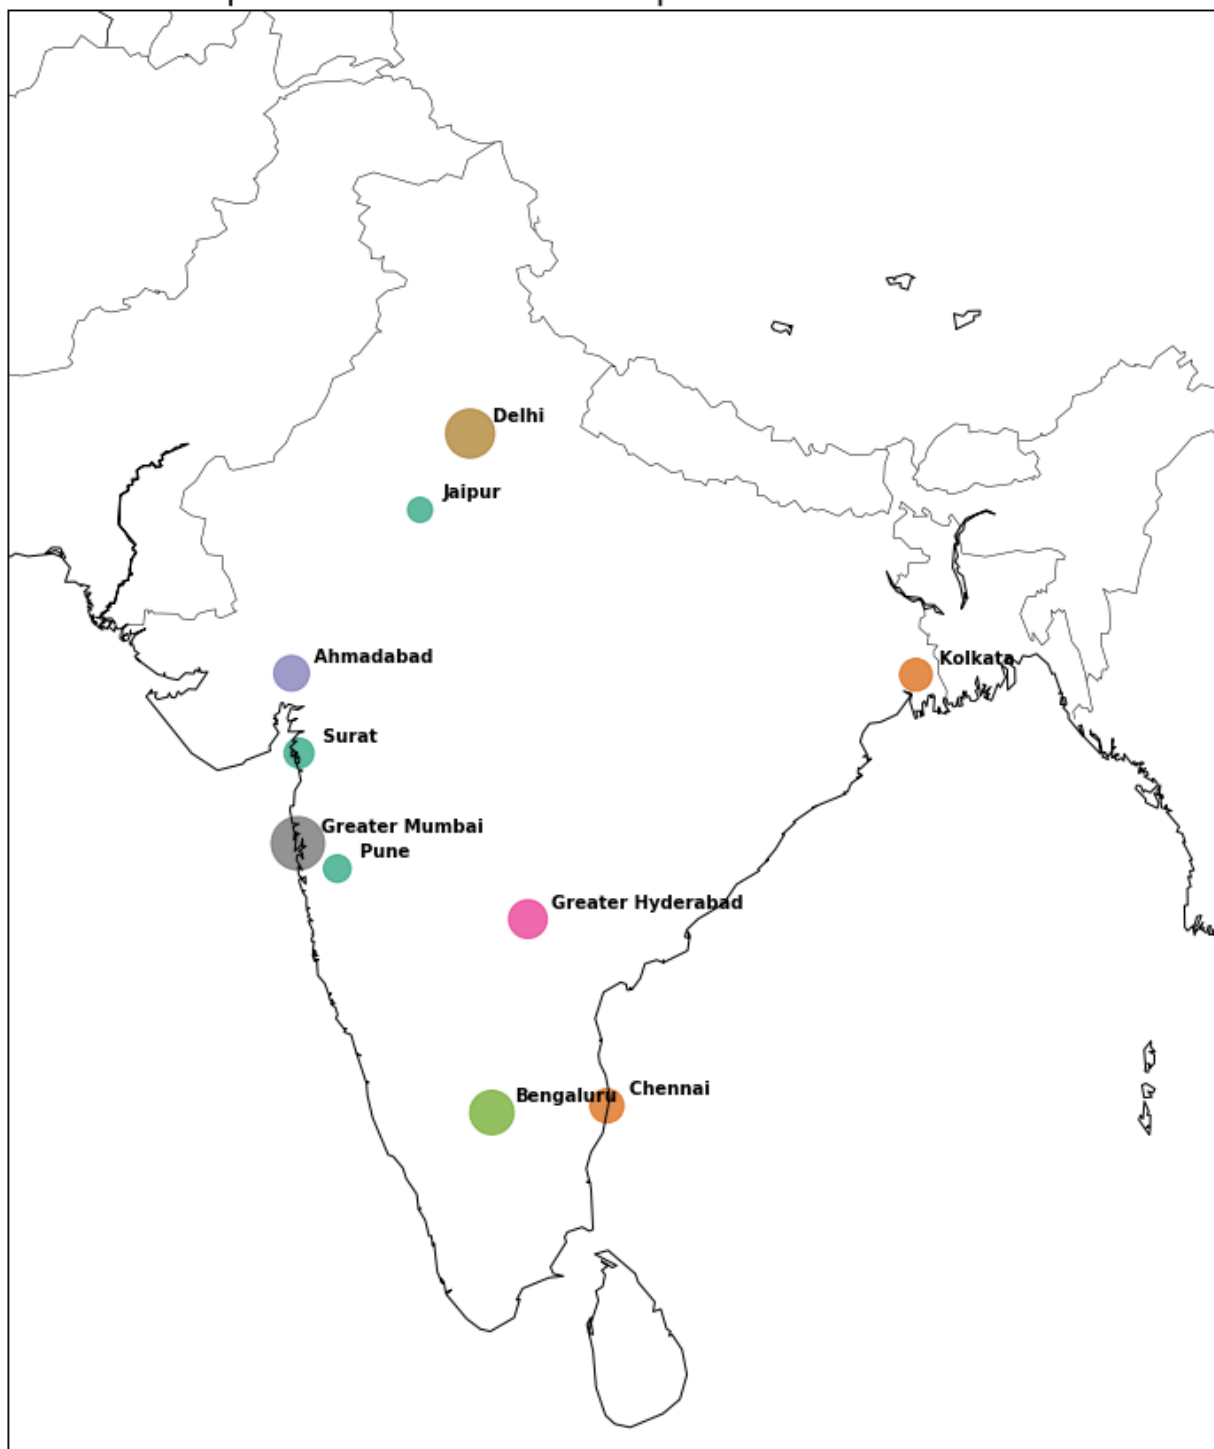 Delhi
Jaipur
Ahmadabad
Kolkata
Surat
Greater Mumbai
Pune
Greater Hyderabad
Bengaluru
Chennai